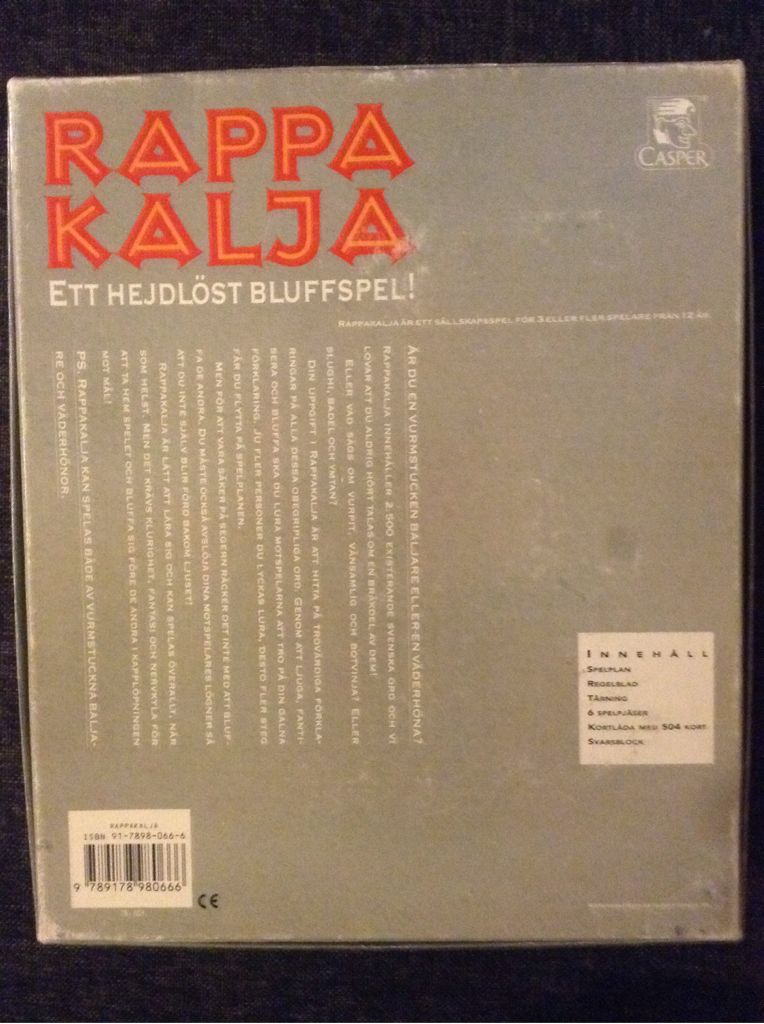 RAPPA
KALJA
CASPER
ETT HEJDLÖST BLUFFSPEL!
RAPPAKALJA ÄR ETT SÄLLSKAPSSPEL FÖR 3 ELLER FLER SPELARE FRÅN 12 ÅR.
ÄR DU EN VURMSTUCKEN BALJARE ELLER EN VÄDERHÖNA?
RAPPAKALJA INNEHÅLLER 2.500 EXISTERANDE SVENSKA ORD OCH VI
LOVAR ATT DU ALDRIG HÖRT TALAS OM EN BRÅKDEL AV DEM!
ELLER VAD SÄGS OM VURPIT, VÄNSAMLIG OCH BOTVINJA? ELLER
BLUDHI, BADEL OCH VMTAN?
DIN UPPGIFT I RAPPAKALJA ÄR ATT HITTA PÅ TROVÄRDIGA FÖRKLA-
RINGAR PÅ ALLA DESSA OBEGRIPLIGA ORD. GENOM ATT LJUGA, FANTI-
SERA OCH BLUFFA SKA DU LURA MOTSPELARNA ATT TRO PÅ DIN GALNA
FÖRKLARING. JU FLER PERSONER DU LYCKAS LURA, DESTO FLER STEG
FÅR DU FLYTTA PÅ SPELPLANEN.
MEN FÖR ATT VARA SÄKER PÅ SEGERN RÄCKER DET INTE MED ATT BLUF-
FA DE ANDRA. DU MÅSTE OCKSÅ AVSLÖJA DINA MOTSPELARES LÖGNER SÅ
ATT DU INTE SJÄLV BLIR FÖRD BAKOM LJUSET!
RAPPAKALJA ÄR LÄTT ATT LÄRA SIG OCH KAN SPELAS ÖVERALLT, NÄR
SOM HELST. MEN DET KRÄVS KLURIGHET, FANTASI OCH NERVKYLA FÖR
ATT TA HEM SPELET OCH BLUFFA SIG FÖRE DE ANDRA I KAPPLÖPNINGEN
MOT MÅL!
PS. RAPPAKALJA KAN SPELAS BÅDE AV VURMSTUCKNA BALJA-
RE OCH VÄDERHÖNOR.
INNEHÅLL
SPELPLAN
REGELBLAD
TÄRNING
6 SPELPJÄSER
KORTLÅDA MED 504 KORT
SVARSBLOCK
RAPPAKALJA
ISBN 91-7898-066-6
9 789178 980666
CE